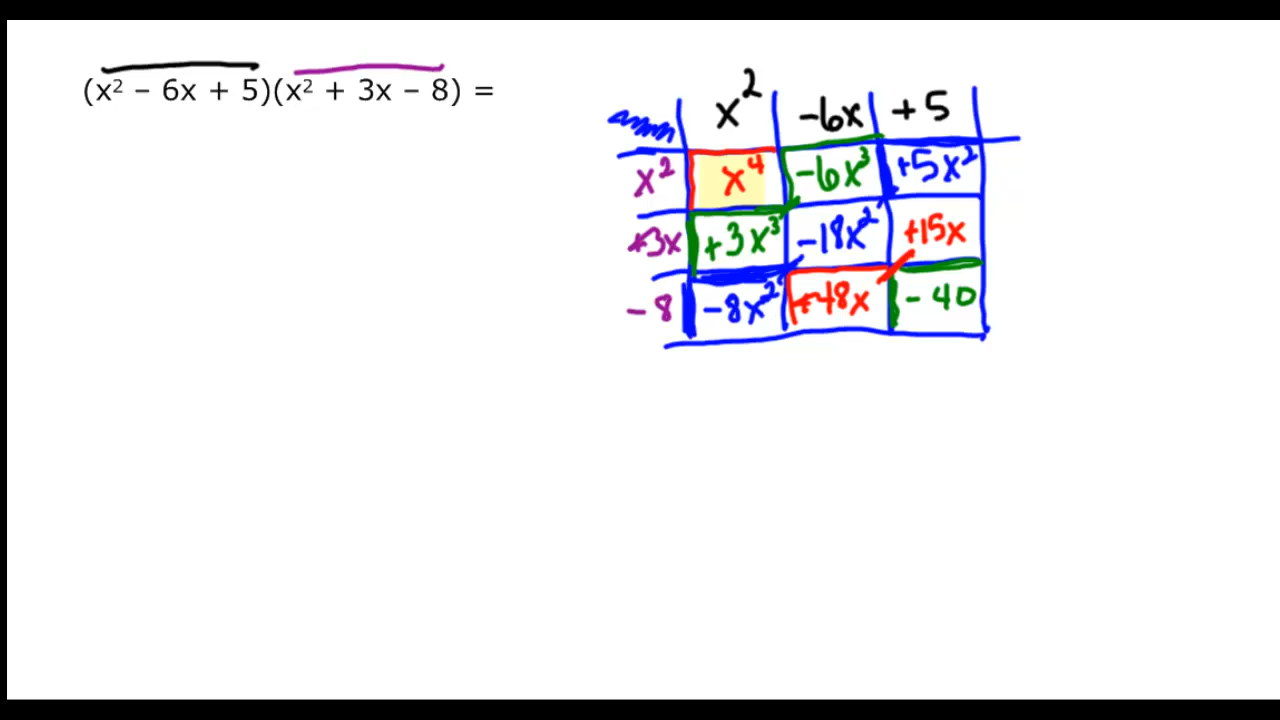 (x² − 6x + 5)(x² + 3x − 8) =
x² -6x +5
x² x⁴ -6x³ +5x²
+3x +3x³ -18x² +15x
-8 -8x² +48x -40